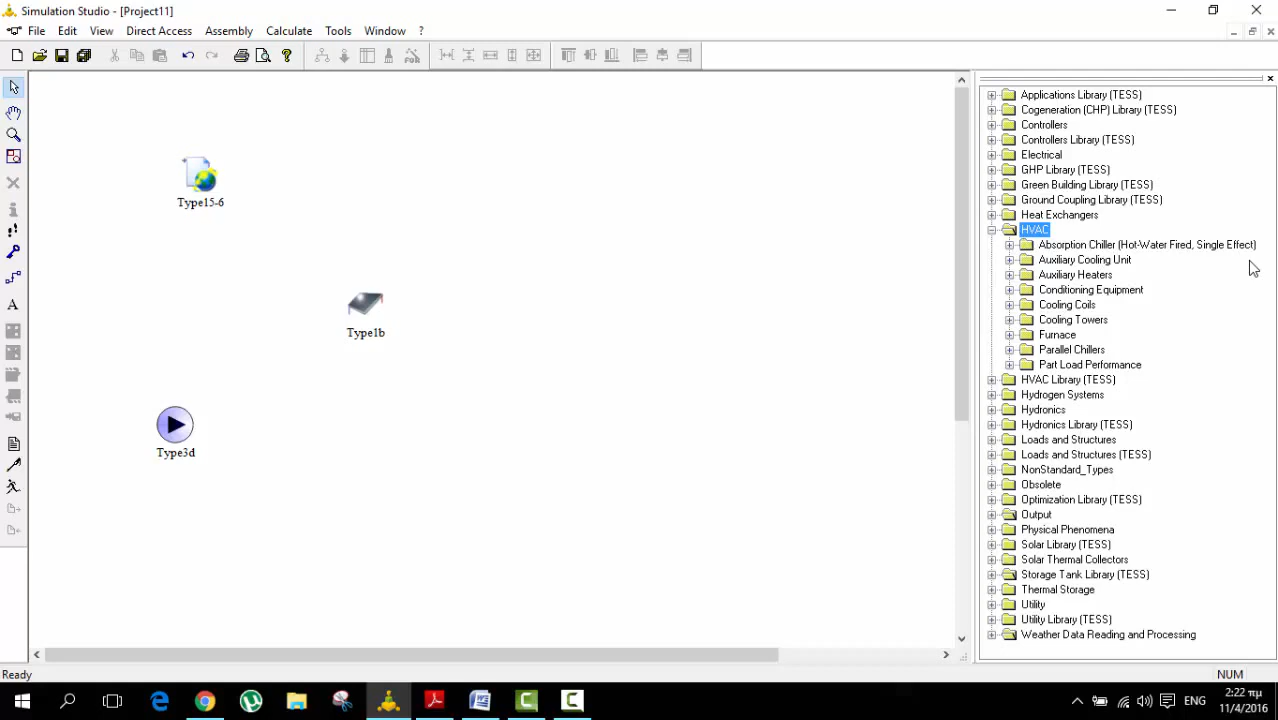 Simulation Studio - [Project11]
File Edit View Direct Access Assembly Calculate Tools Window ?
Type15-6
Type1b
Type3d
Applications Library (TESS)
Cogeneration (CHP) Library (TESS)
Controllers
Controllers Library (TESS)
Electrical
GHP Library (TESS)
Green Building Library (TESS)
Ground Coupling Library (TESS)
Heat Exchangers
HVAC
Absorption Chiller (Hot-Water Fired, Single Effect)
Auxiliary Cooling Unit
Auxiliary Heaters
Conditioning Equipment
Cooling Coils
Cooling Towers
Furnace
Parallel Chillers
Part Load Performance
HVAC Library (TESS)
Hydrogen Systems
Hydronics
Hydronics Library (TESS)
Loads and Structures
Loads and Structures (TESS)
NonStandard_Types
Obsolete
Optimization Library (TESS)
Output
Physical Phenomena
Solar Library (TESS)
Solar Thermal Collectors
Storage Tank Library (TESS)
Thermal Storage
Utility
Utility Library (TESS)
Weather Data Reading and Processing
Ready
NUM
ΕΝG
2:22 πμ
11/4/2016